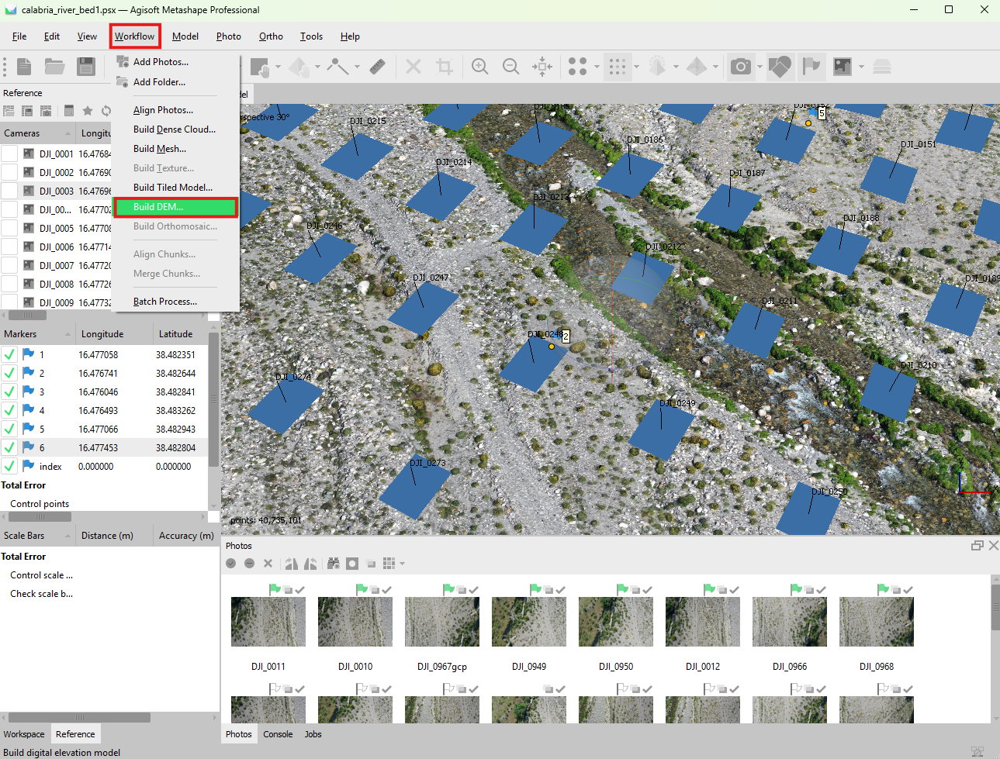 calabria_river_bed1.psx — Agisoft Metashape Professional
File Edit View Workflow Model Photo Ortho Tools Help
Add Photos...
Add Folder...
Align Photos...
Build Dense Cloud...
Build Mesh...
Build Texture...
Build Tiled Model...
Build DEM...
Build Orthomosaic...
Align Chunks...
Merge Chunks...
Batch Process...
Reference
Cameras Longitu
DJI_0001 16.47684
DJI_0002 16.47690
DJI_0003 16.47696
DJI_00... 16.47702
DJI_0005 16.47708
DJI_0006 16.47714
DJI_0007 16.47720
DJI_0008 16.47726
DJI_0009 16.47732
Markers Longitude Latitude
1 16.477058 38.482351
2 16.476741 38.482644
3 16.476046 38.482841
4 16.476493 38.483262
5 16.477066 38.482943
6 16.477453 38.482804
index 0.000000 0.000000
Total Error
Control points
Scale Bars Distance (m) Accuracy (m)
Total Error
Control scale ...
Check scale b...
Workspace Reference
Build digital elevation model
del
rspective 30°
DJI_0185
DJI_0152
5
DJI_0215
DJI_0186
DJI_0151
DJI_0214
DJI_0187
DJI_0213
DJI_0188
DJI_0246
DJI_0212
DJI_0247
DJI_0189
DJI_0211
DJI_0248
2
DJI_0210
DJI_0274
DJI_0249
DJI_0273
DJI_0250
points: 40,735,101
Photos
DJI_0011 DJI_0010 DJI_0967gcp DJI_0949 DJI_0950 DJI_0012 DJI_0966 DJI_0968
Photos Console Jobs